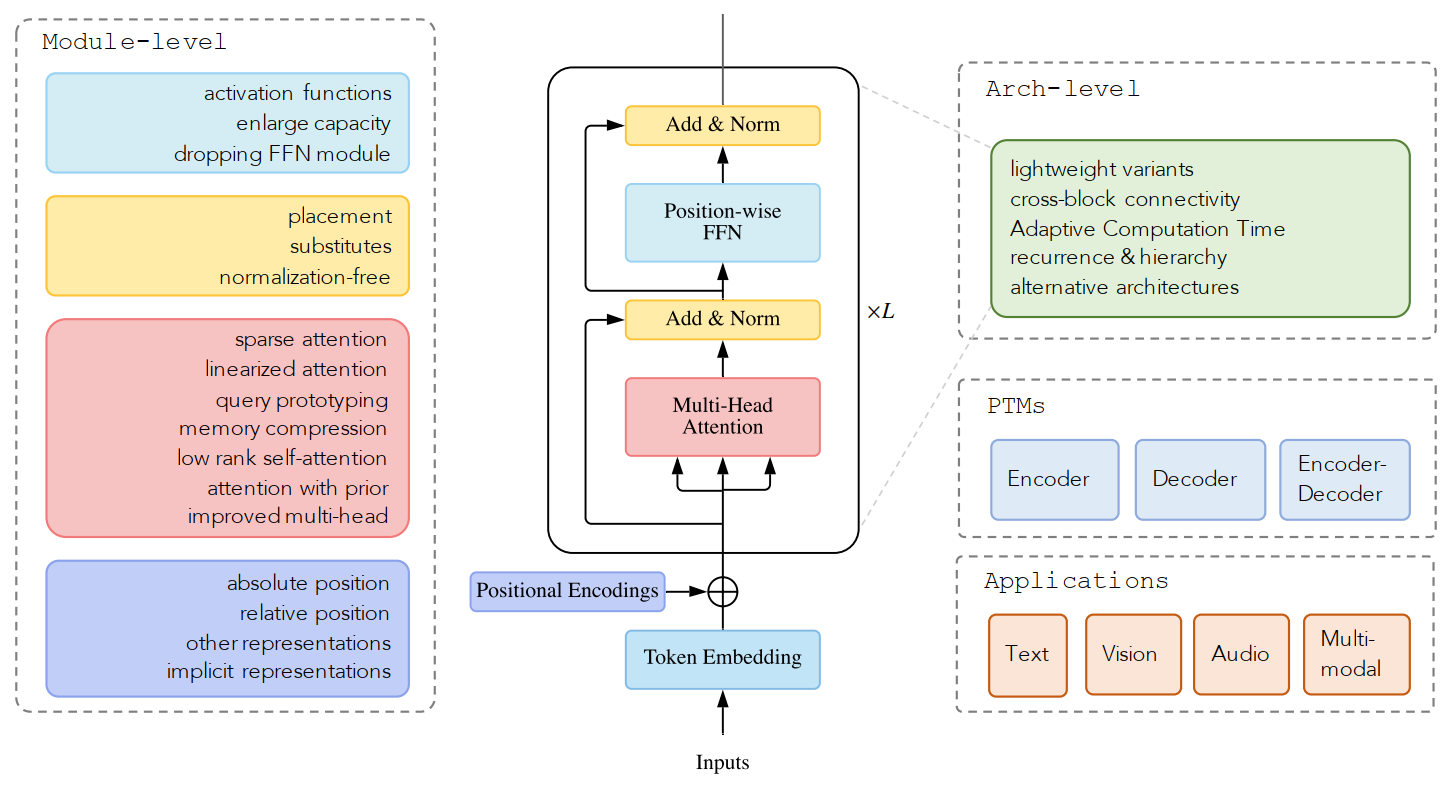 Module-level
activation functions
enlarge capacity
dropping FFN module
placement
substitutes
normalization-free
sparse attention
linearized attention
query prototyping
memory compression
low rank self-attention
attention with prior
improved multi-head
absolute position
relative position
other representations
implicit representations
Add & Norm
Position-wise
FFN
Add & Norm
Multi-Head
Attention
×L
Positional Encodings
Token Embedding
Inputs
Arch-level
lightweight variants
cross-block connectivity
Adaptive Computation Time
recurrence & hierarchy
alternative architectures
PTMs
Encoder
Decoder
Encoder-
Decoder
Applications
Text
Vision
Audio
Multi-
modal